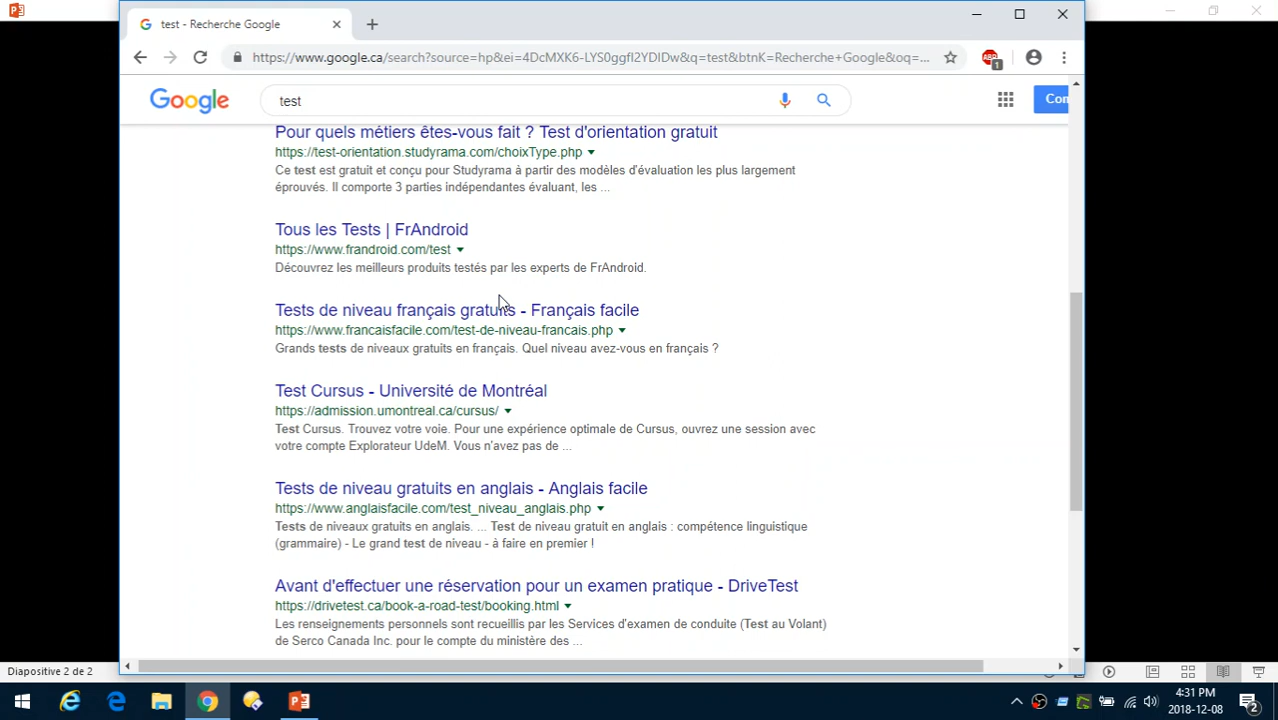 test - Recherche Google
https://www.google.ca/search?source=hp&ei=4DcMXK6-LYS0ggfI2YDIDw&q=test&btnK=Recherche+Google&oq=...
ABP
1
Google
test
Con
Pour quels métiers êtes-vous fait ? Test d'orientation gratuit
https://test-orientation.studyrama.com/choixType.php
Ce test est gratuit et conçu pour Studyrama à partir des modèles d'évaluation les plus largement
éprouvés. Il comporte 3 parties indépendantes évaluant, les ...
Tous les Tests | FrAndroid
https://www.frandroid.com/test
Découvrez les meilleurs produits testés par les experts de FrAndroid.
Tests de niveau français gratuits - Français facile
https://www.francaisfacile.com/test-de-niveau-francais.php
Grands tests de niveaux gratuits en français. Quel niveau avez-vous en français ?
Test Cursus - Université de Montréal
https://admission.umontreal.ca/cursus/
Test Cursus. Trouvez votre voie. Pour une expérience optimale de Cursus, ouvrez une session avec
votre compte Explorateur UdeM. Vous n'avez pas de ...
Tests de niveau gratuits en anglais - Anglais facile
https://www.anglaisfacile.com/test_niveau_anglais.php
Tests de niveaux gratuits en anglais. ... Test de niveau gratuit en anglais : compétence linguistique
(grammaire) - Le grand test de niveau - à faire en premier !
Avant d'effectuer une réservation pour un examen pratique - DriveTest
https://drivetest.ca/book-a-road-test/booking.html
Les renseignements personnels sont recueillis par les Services d'examen de conduite (Test au Volant)
de Serco Canada Inc. pour le compte du ministère des ...
Diapositive 2 de 2
4:31 PM
2018-12-08
2